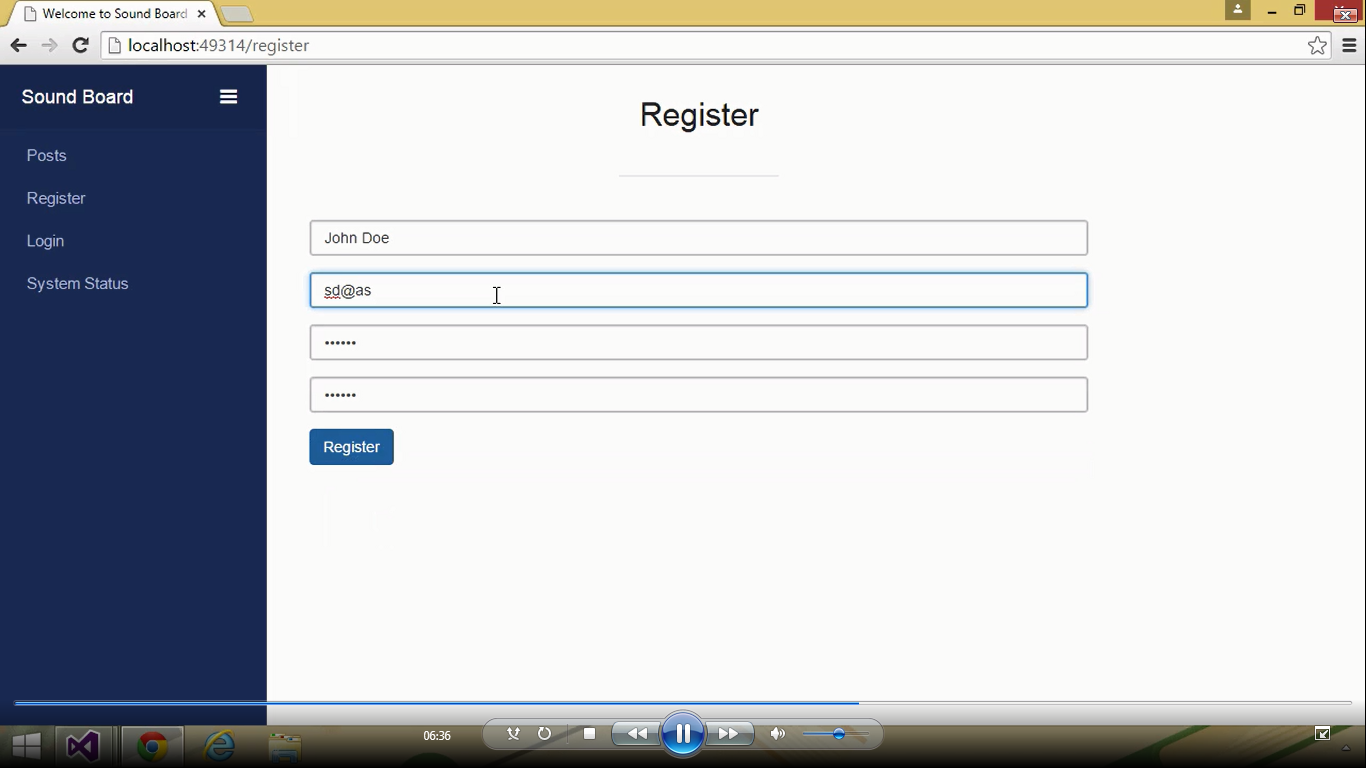 Welcome to Sound Board
localhost:49314/register
Sound Board
Register
Posts
Register
Login
System Status
John Doe
sd@as
••••••
••••••
Register
06:36